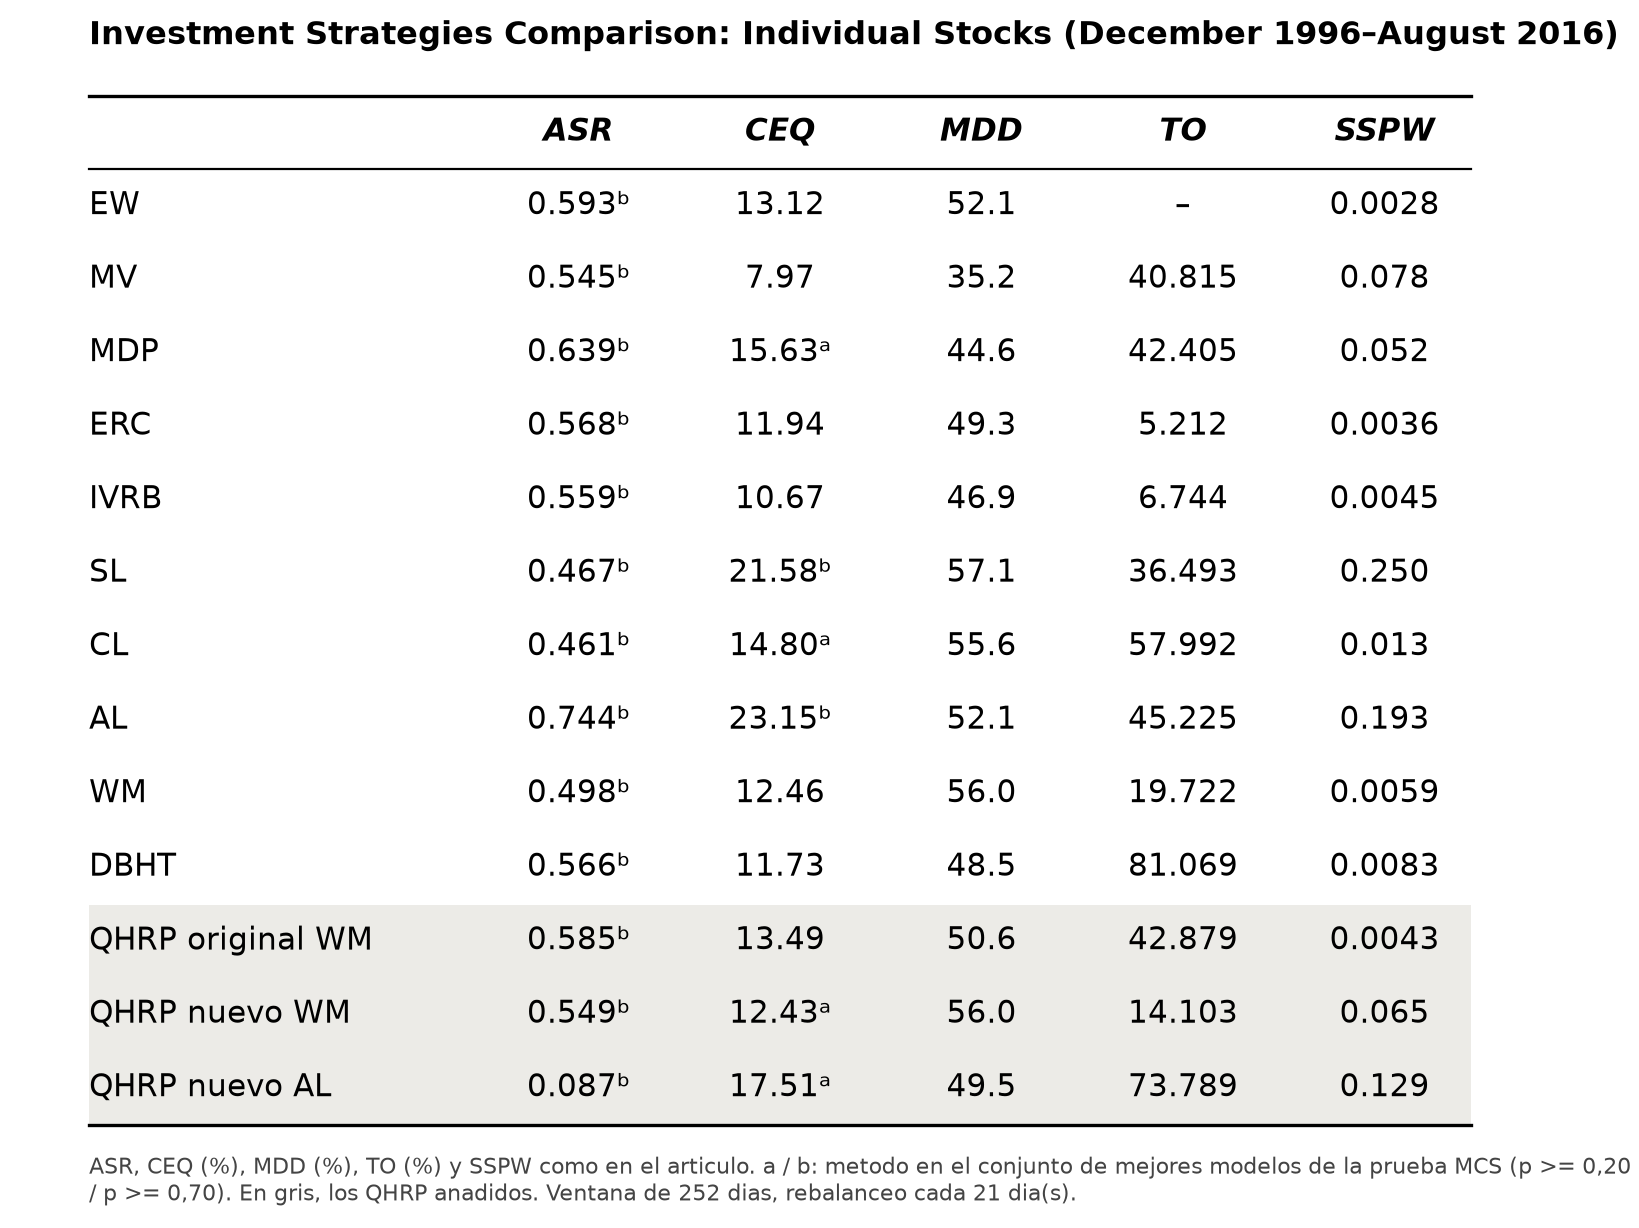 Investment Strategies Comparison: Individual Stocks (December 1996–August 2016)
ASR CEQ MDD TO SSPW
EW 0.593ᵇ 13.12 52.1 – 0.0028
MV 0.545ᵇ 7.97 35.2 40.815 0.078
MDP 0.639ᵇ 15.63ᵃ 44.6 42.405 0.052
ERC 0.568ᵇ 11.94 49.3 5.212 0.0036
IVRB 0.559ᵇ 10.67 46.9 6.744 0.0045
SL 0.467ᵇ 21.58ᵇ 57.1 36.493 0.250
CL 0.461ᵇ 14.80ᵃ 55.6 57.992 0.013
AL 0.744ᵇ 23.15ᵇ 52.1 45.225 0.193
WM 0.498ᵇ 12.46 56.0 19.722 0.0059
DBHT 0.566ᵇ 11.73 48.5 81.069 0.0083
QHRP original WM 0.585ᵇ 13.49 50.6 42.879 0.0043
QHRP nuevo WM 0.549ᵇ 12.43ᵃ 56.0 14.103 0.065
QHRP nuevo AL 0.087ᵇ 17.51ᵃ 49.5 73.789 0.129
ASR, CEQ (%), MDD (%), TO (%) y SSPW como en el articulo. a / b: metodo en el conjunto de mejores modelos de la prueba MCS (p >= 0,20
/ p >= 0,70). En gris, los QHRP anadidos. Ventana de 252 dias, rebalanceo cada 21 dia(s).